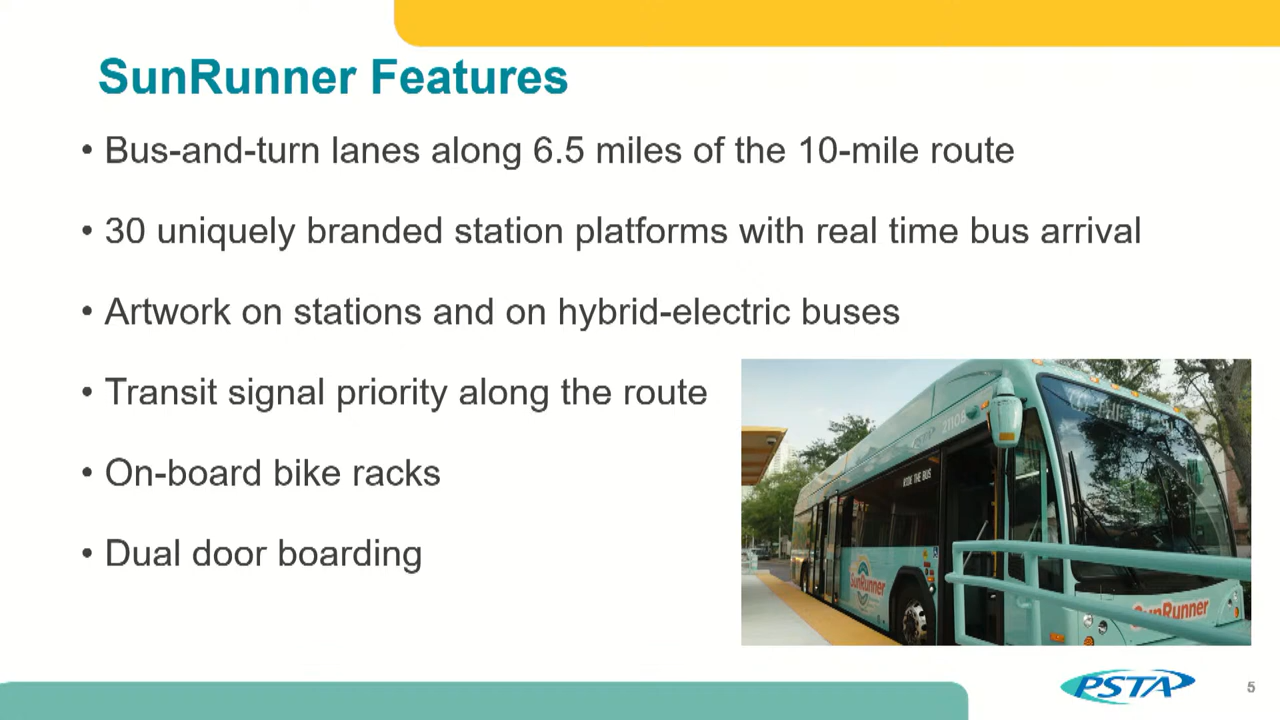 SunRunner Features
• Bus-and-turn lanes along 6.5 miles of the 10-mile route
• 30 uniquely branded station platforms with real time bus arrival
• Artwork on stations and on hybrid-electric buses
• Transit signal priority along the route
• On-board bike racks
• Dual door boarding
21108
SunRunner
SunRunner
PSTA
5